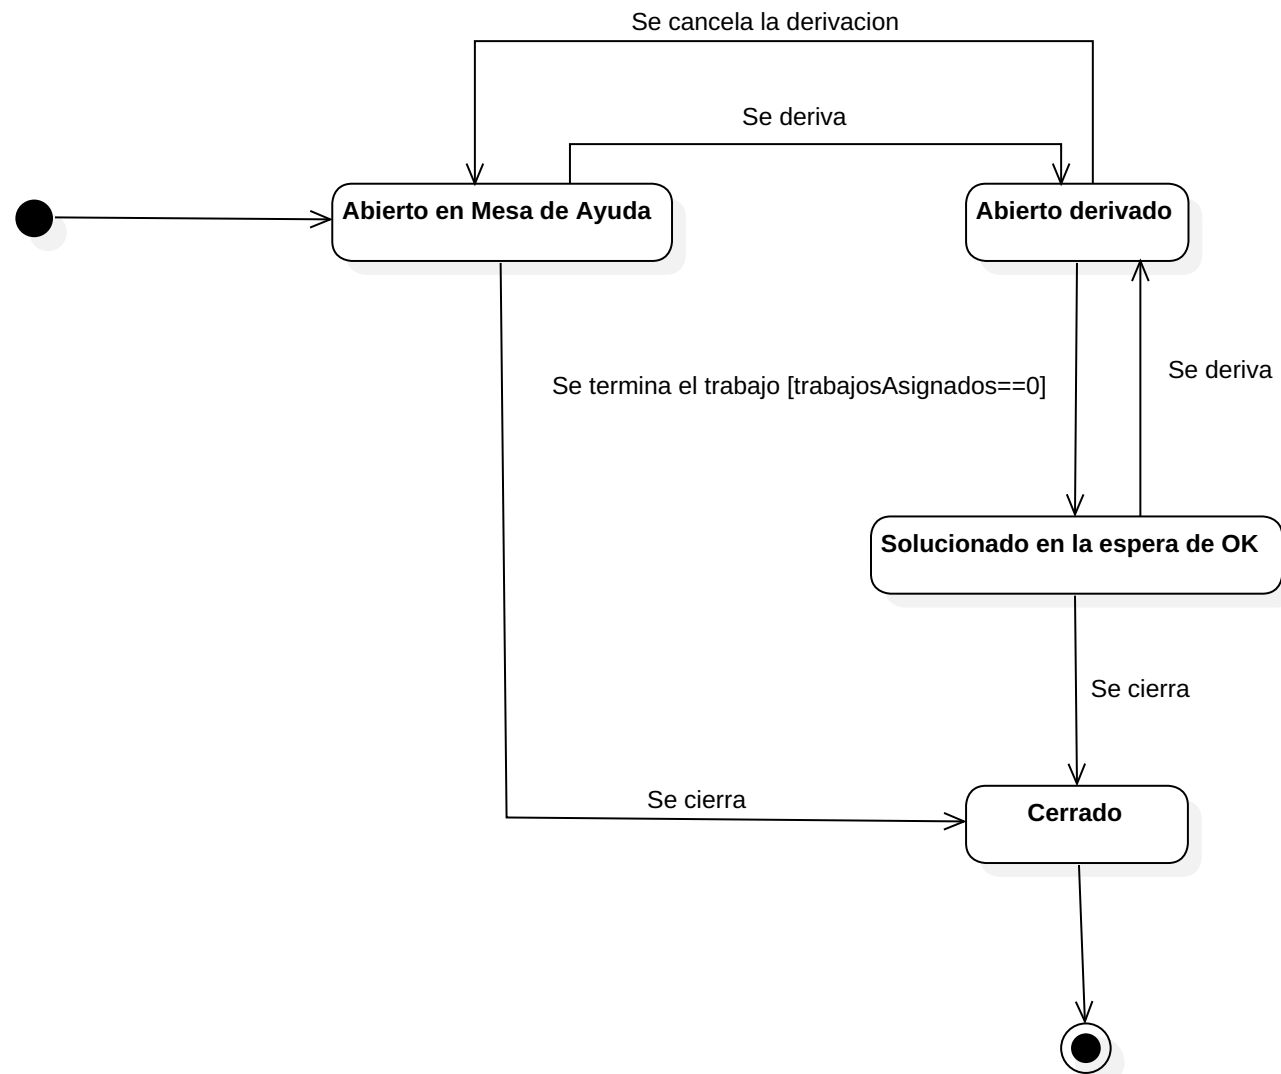 Se cancela la derivacion
Se deriva
Abierto en Mesa de Ayuda
Abierto derivado
Se deriva
Se termina el trabajo [trabajosAsignados==0]
Solucionado en la espera de OK
Se cierra
Se cierra
Cerrado